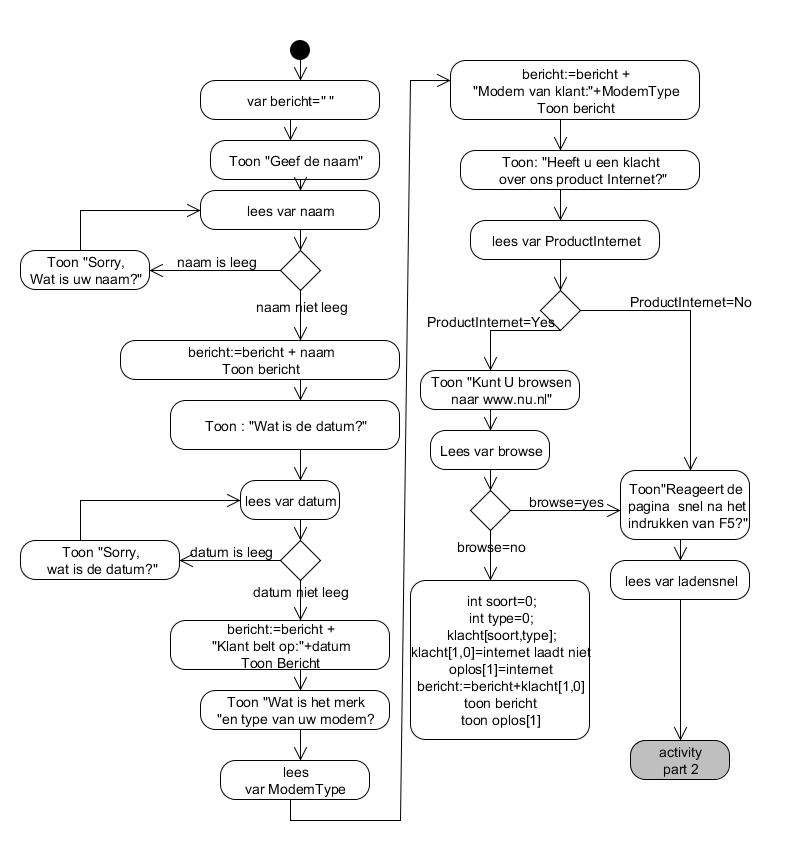 var bericht=" "
Toon "Geef de naam"
lees var naam
Toon "Sorry,
Wat is uw naam?"
naam is leeg
naam niet leeg
bericht:=bericht + naam
Toon bericht
Toon : "Wat is de datum?"
lees var datum
Toon "Sorry,
wat is de datum?"
datum is leeg
datum niet leeg
bericht:=bericht +
"Klant belt op:"+datum
Toon Bericht
Toon "Wat is het merk
"en type van uw modem?
lees
var ModemType
bericht:=bericht +
"Modem van klant:"+ModemType
Toon bericht
Toon: "Heeft u een klacht
over ons product Internet?"
lees var ProductInternet
ProductInternet=No
ProductInternet=Yes
Toon "Kunt U browsen
naar www.nu.nl"
Lees var browse
browse=yes
browse=no
int soort=0;
int type=0;
klacht[soort,type];
klacht[1,0]=internet laadt niet
oplos[1]=internet
bericht:=bericht+klacht[1,0]
toon bericht
toon oplos[1]
Toon"Reageert de
pagina snel na het
indrukken van F5?"
lees var ladensnel
activity
part 2